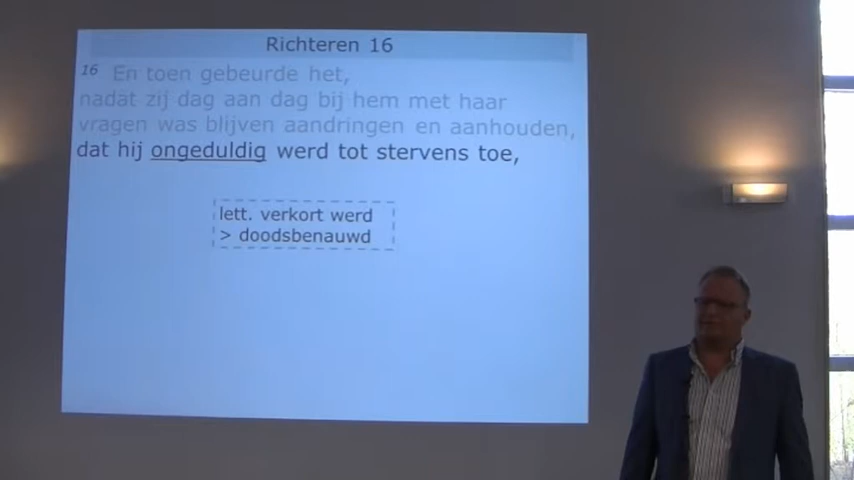 Richteren 16
16 En toen gebeurde het,
nadat zij dag aan dag bij hem met haar
vragen was blijven aandringen en aanhouden,
dat hij ongeduldig werd tot stervens toe,
lett. verkort werd
> doodsbenauwd